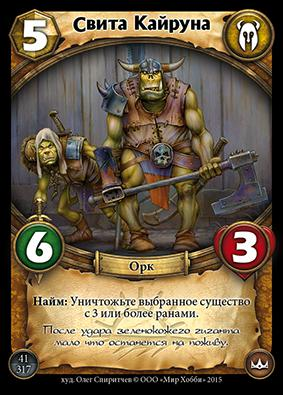 5
Свита Кайруна
6
3
Орк
Найм: Уничтожьте выбранное существо
с 3 или более ранами.
После удара зеленокожего гиганта
мало что останется на поживу.
41
317
худ. Олег Спиритчев © ООО «Мир Хобби» 2015